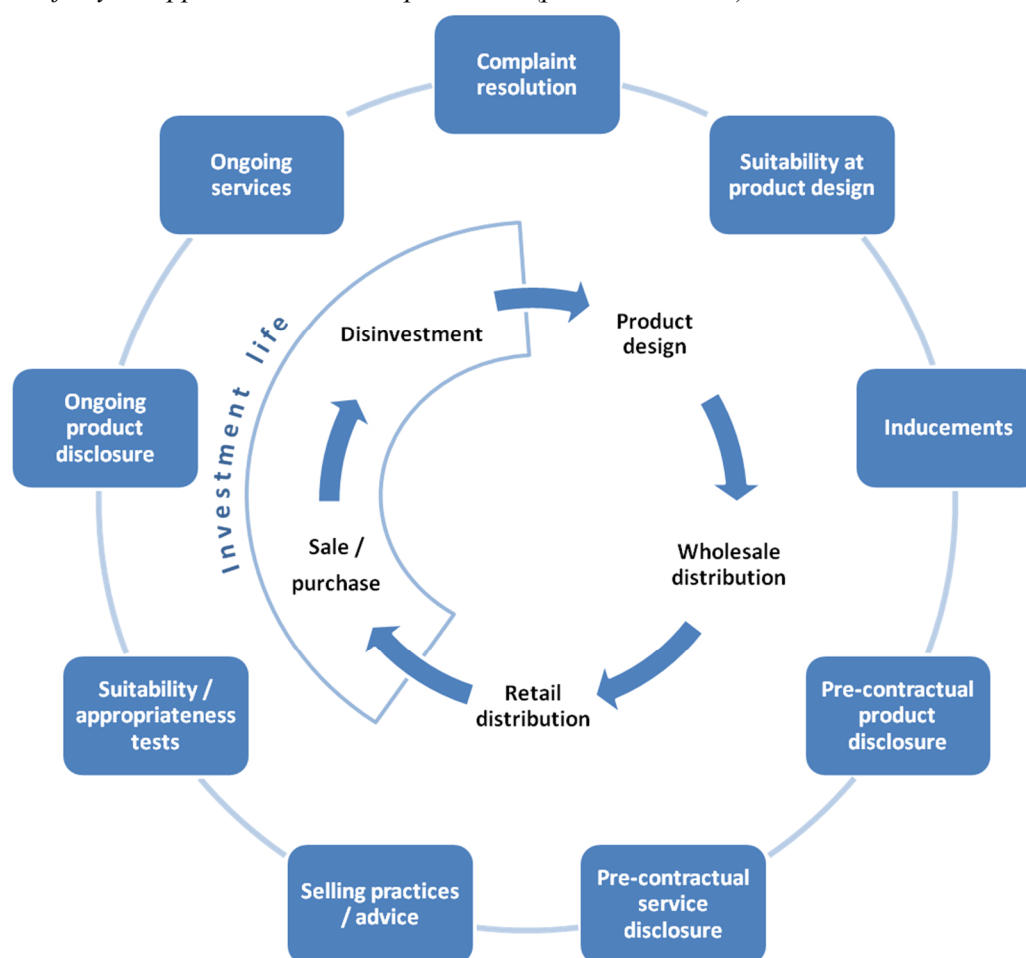 Complaint
resolution
Ongoing
services
Suitability at
product design
Disinvestment
Product
design
Investment life
Ongoing
product
disclosure
Inducements
Sale /
purchase
Wholesale
distribution
Retail
distribution
Suitability /
appropriateness
tests
Pre-contractual
product
disclosure
Selling practices
/ advice
Pre-contractual
service
disclosure